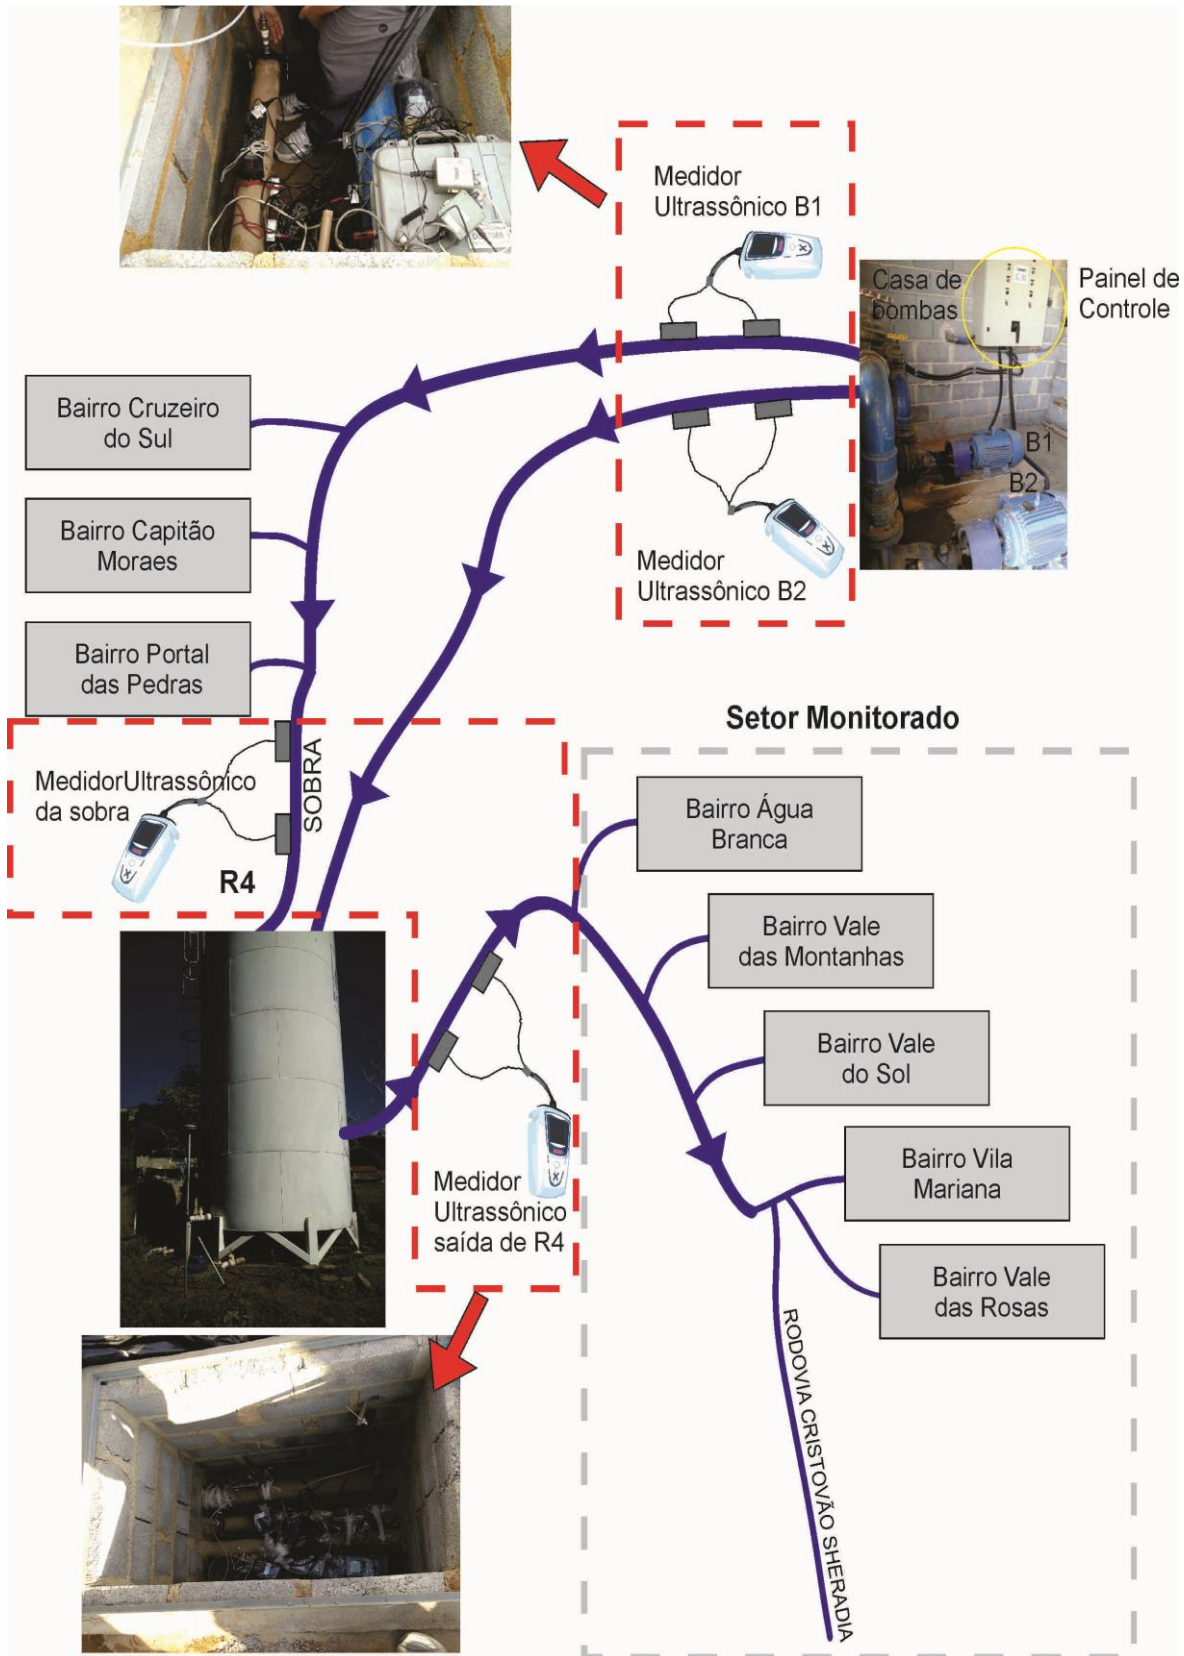 Medidor
Ultrassônico B1
Casa de
bombas
Painel de
Controle
B1
B2
Medidor
Ultrassônico B2
Bairro Cruzeiro
do Sul
Bairro Capitão
Moraes
Bairro Portal
das Pedras
Setor Monitorado
MedidorUltrassônico
da sobra
SOBRA
R4
Bairro Água
Branca
Bairro Vale
das Montanhas
Bairro Vale
do Sol
Bairro Vila
Mariana
Bairro Vale
das Rosas
Medidor
Ultrassônico
saída de R4
RODOVIA CRISTOVÃO SHERADIA